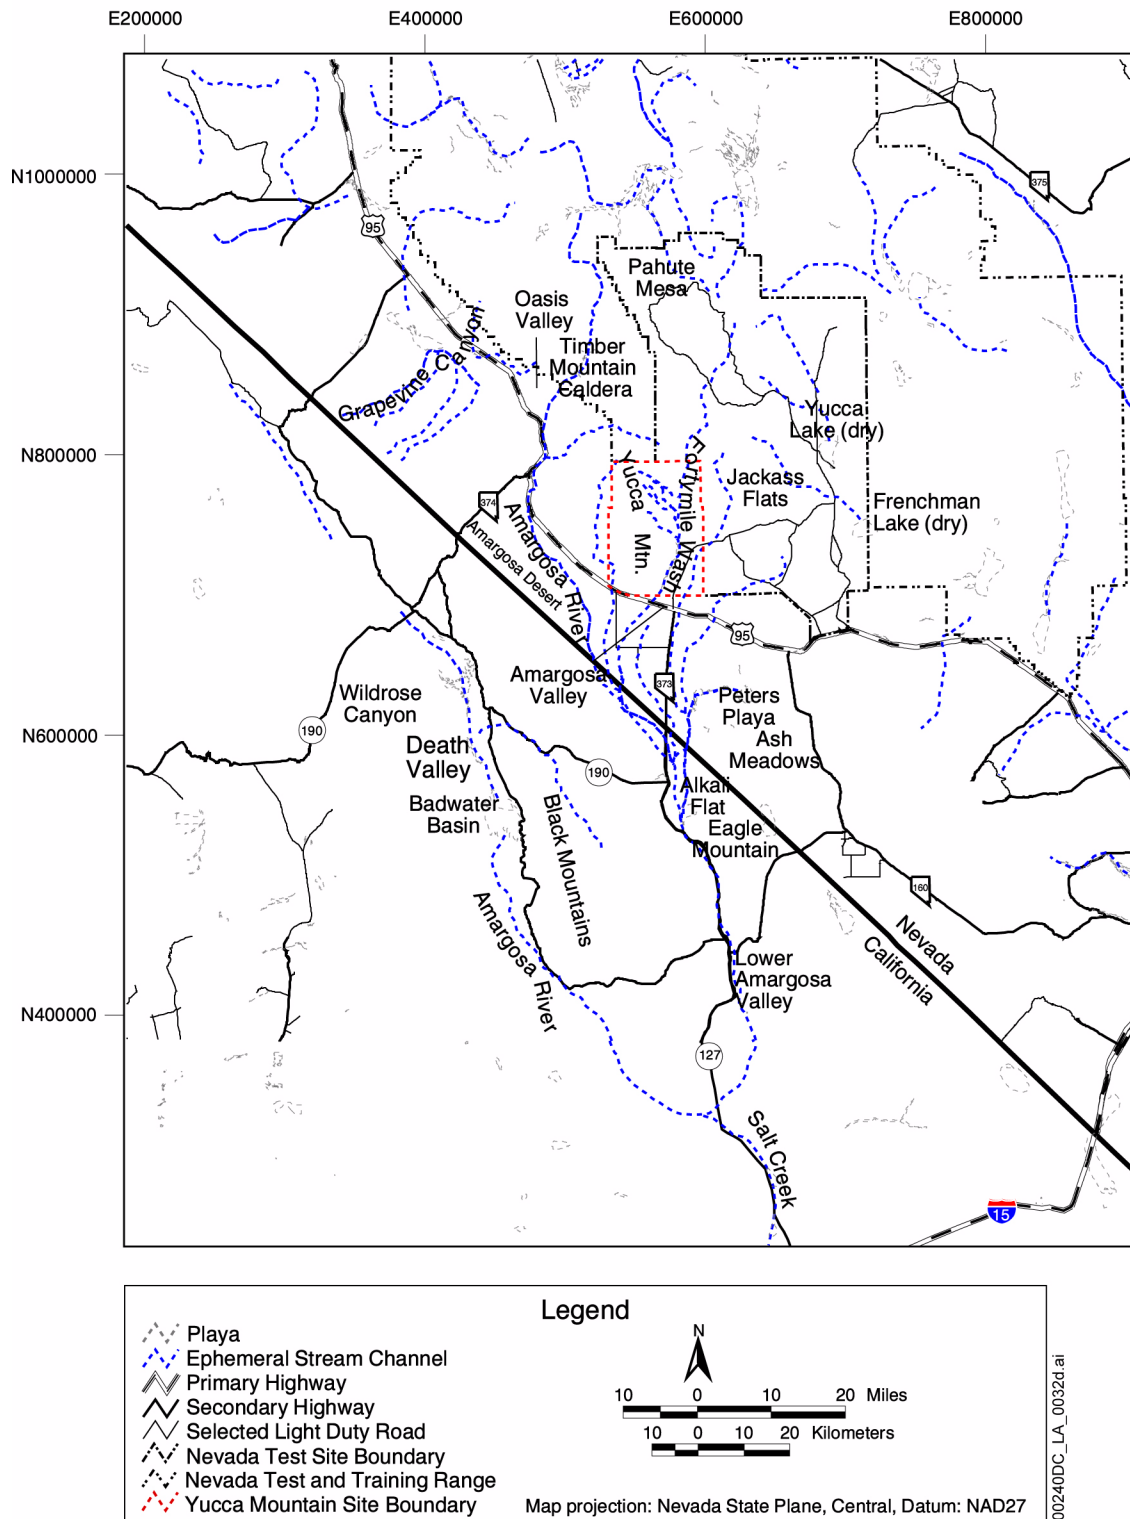 E200000
E400000
E600000
E800000
N1000000
N800000
N600000
N400000
375
95
Pahute
Mesa
Oasis
Valley
Timber
Mountain
Caldera
Grapevine Canyon
Yucca
Lake (dry)
Fortymile Wash
Yucca Mtn.
Jackass
Flats
Frenchman
Lake (dry)
374
Amargosa River
Amargosa Desert
95
Amargosa
Valley
373
Peters
Playa
Ash
Meadows
Wildrose
Canyon
190
Death
Valley
190
Badwater
Basin
Black Mountains
Alkali
Flat
Eagle
Mountain
160
Amargosa River
Nevada
California
Lower
Amargosa
Valley
127
Salt Creek
15
Legend
Playa
Ephemeral Stream Channel
Primary Highway
Secondary Highway
Selected Light Duty Road
Nevada Test Site Boundary
Nevada Test and Training Range
Yucca Mountain Site Boundary
N
10 0 10 20 Miles
10 0 10 20 Kilometers
Map projection: Nevada State Plane, Central, Datum: NAD27
00240DC_LA_0032d.ai